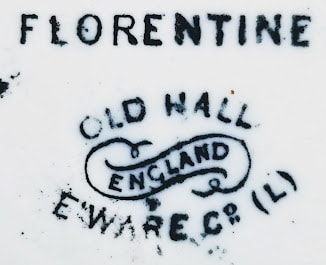 FLORENTINE
OLD HALL
ENGLAND
E'WARE Cº (L)